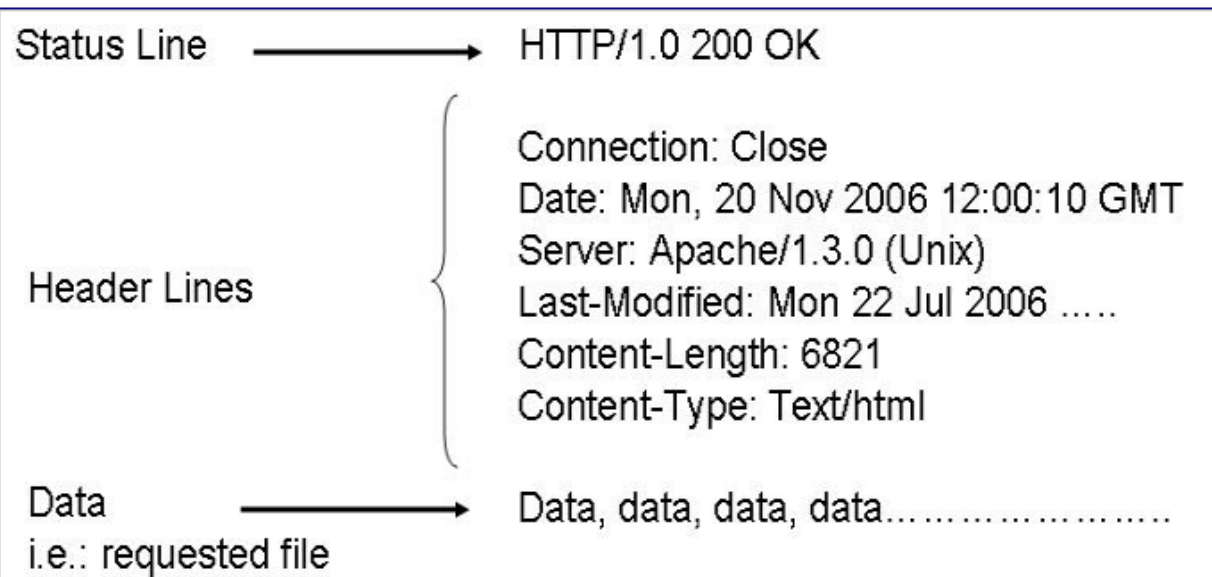 Status Line HTTP/1.0 200 OK
Connection: Close
Date: Mon, 20 Nov 2006 12:00:10 GMT
Server: Apache/1.3.0 (Unix)
Header Lines
Last-Modified: Mon 22 Jul 2006 .....
Content-Length: 6821
Content-Type: Text/html
Data Data, data, data, data........................
i.e.: requested file